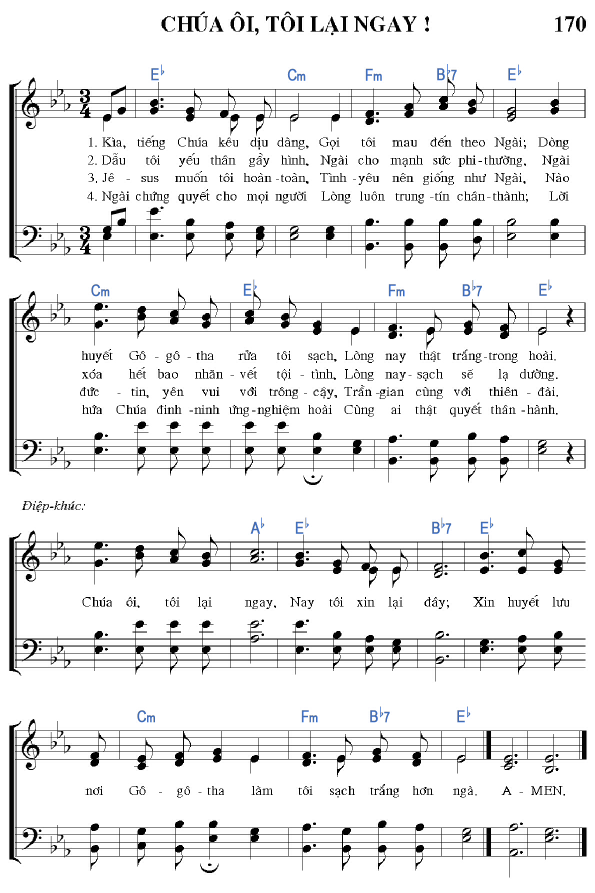 CHÚA ÔI, TÔI LẠI NGAY ! 170
E♭ Cm Fm B♭7 E♭
1. Kìa, tiếng Chúa kêu dịu dàng, Gọi tôi mau đến theo Ngài; Dòng
2. Dẫu tôi yếu thân gầy hình, Ngài cho mạnh sức phi-thường, Ngài
3. Jê-sus muốn tôi hoàn-toàn, Tình-yêu nên giống như Ngài, Nào
4. Ngài chứng quyết cho mọi người Lòng luôn trung-tín chân-thành; Lời
Cm E♭ Fm B♭7 E♭
huyết Gô-gô-tha rửa tôi sạch, Lòng nay thật trắng-trong hoài.
xóa hết bao nhăn-vết tội-tình, Lòng nay-sạch sẽ lạ dường.
đức-tin, yên vui với trông-cậy, Trần-gian cùng với thiên-đài.
hứa Chúa đinh-ninh ứng-nghiệm hoài Cùng ai thật quyết thân-hành.
Điệp-khúc:
A♭ E♭ B♭7 E♭
Chúa ôi, tôi lại ngay, Nay tôi xin lại đây; Xin huyết lưu
Cm Fm B♭7 E♭
nơi Gô-gô-tha làm tôi sạch trắng hơn ngà. A-MEN.